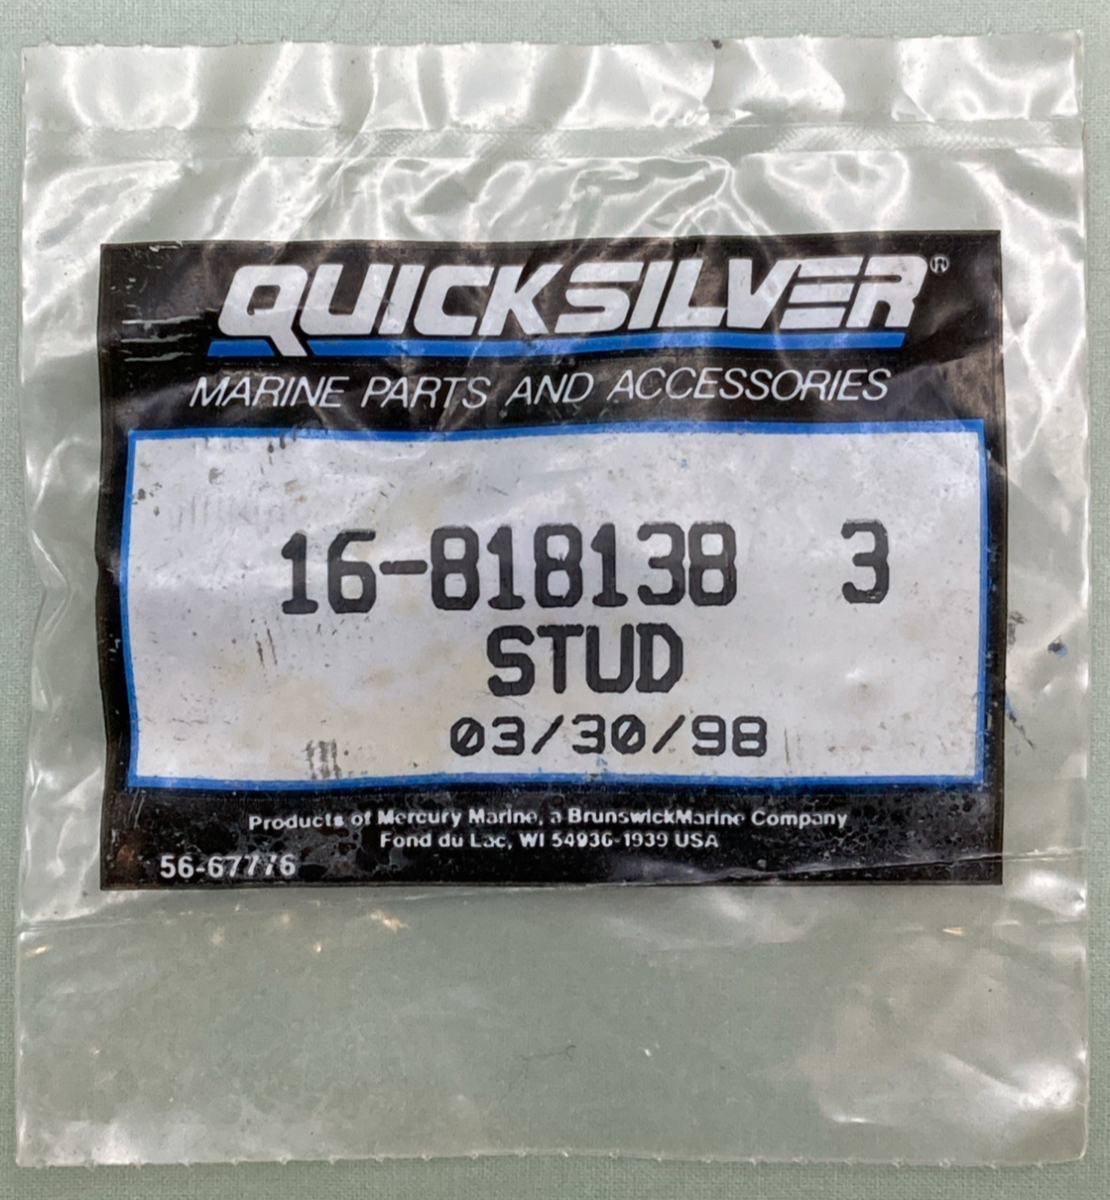 QUICKSILVER®
MARINE PARTS AND ACCESSORIES
16-818138 3
STUD
03/30/98
Products of Mercury Marine, a BrunswickMarine Company
Fond du Lac, WI 54936-1939 USA
56-67776